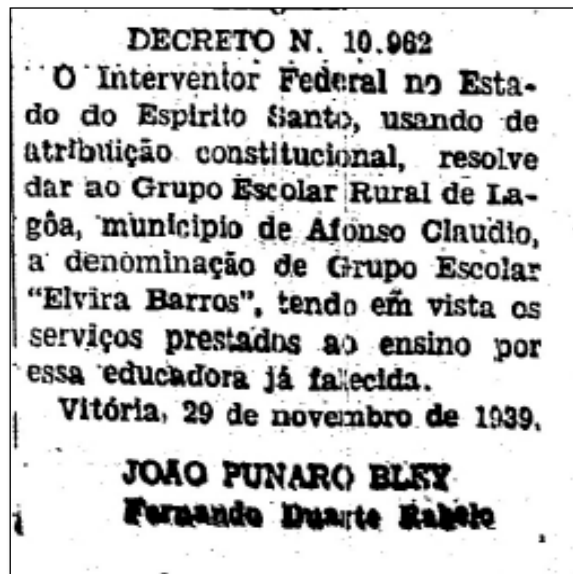 DECRETO N. 10.962
O Interventor Federal no Esta-
do do Espirito Santo, usando de
atribuição constitucional, resolve
dar ao Grupo Escolar Rural de La-
gôa, municipio de Afonso Claudio,
a denominação de Grupo Escolar
"Elvira Barros", tendo em vista os
serviços prestados ao ensino por
essa educadora já falecida.
Vitória, 29 de novembro de 1939.
JOAO PUNARO BLEY
Fernando Duarte Rabelo